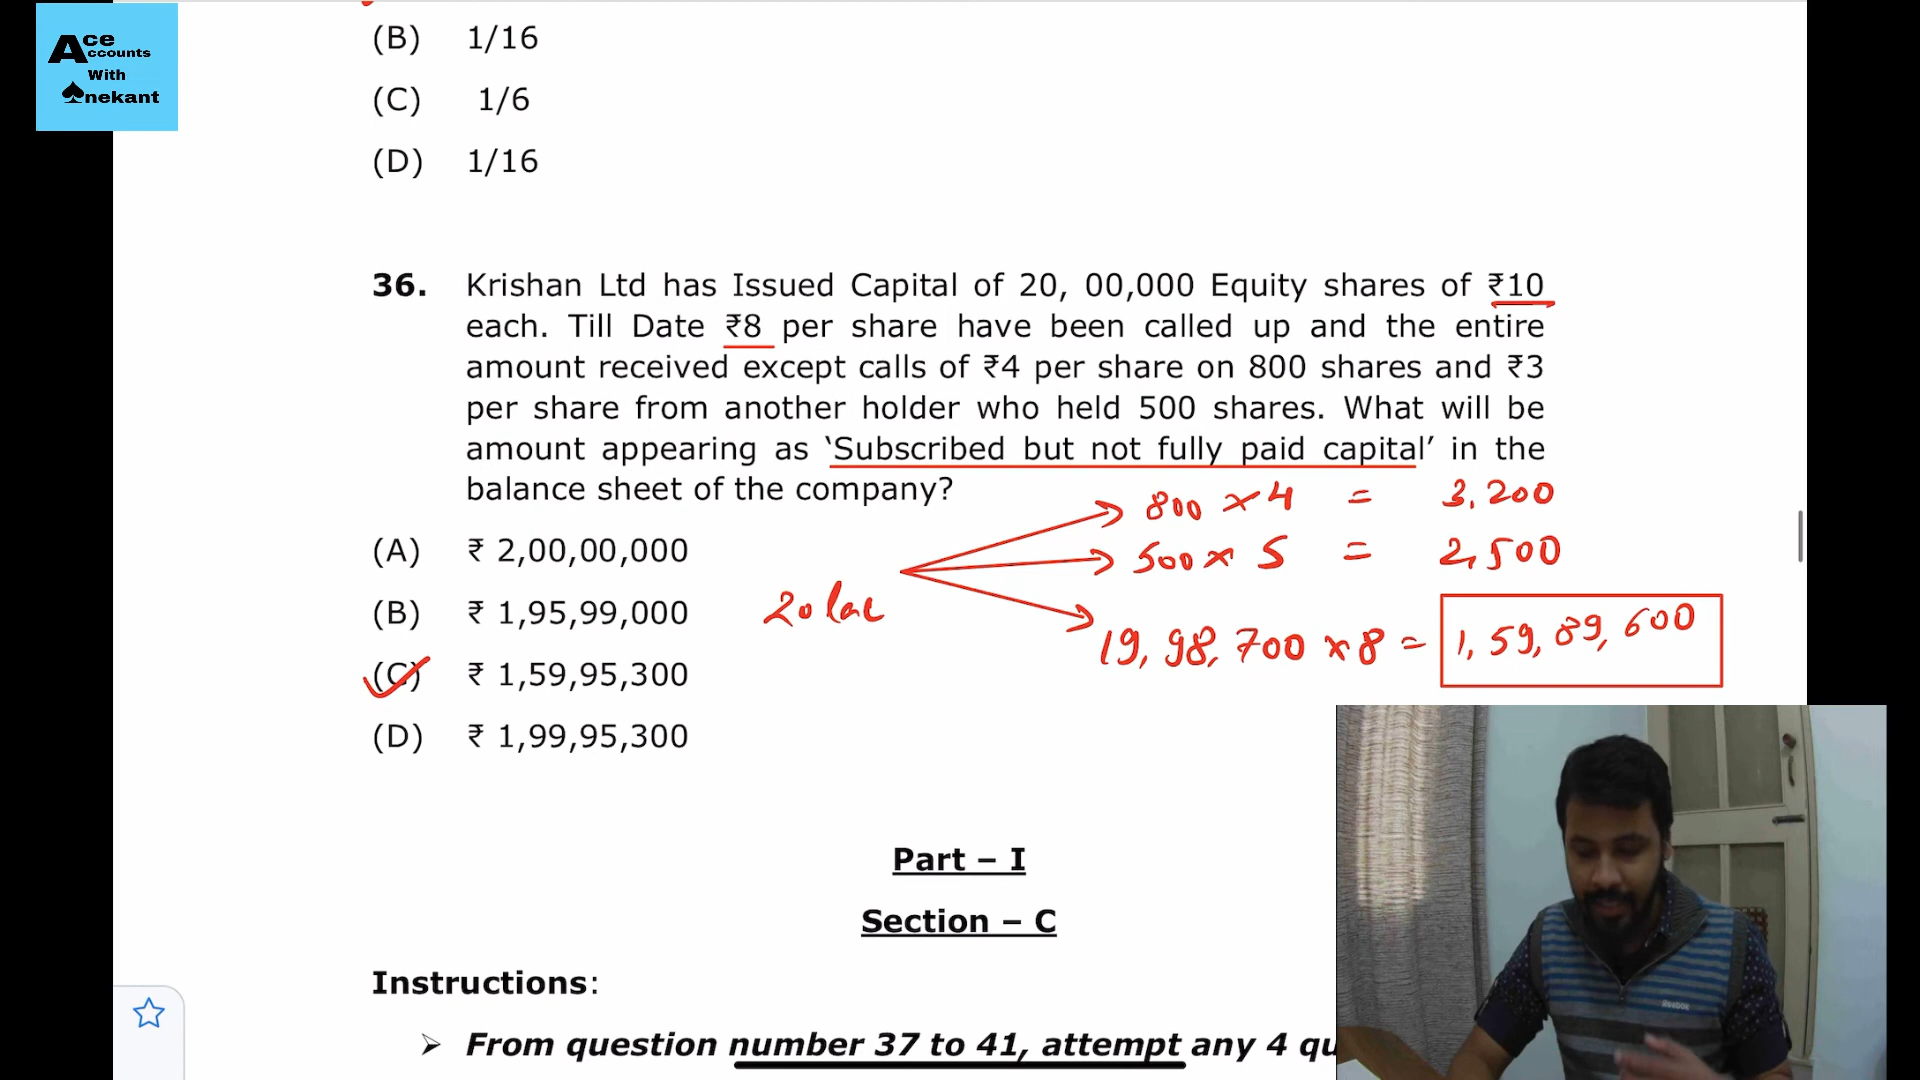 Ace
Accounts
With
Anekant
(B) 1/16
(C) 1/6
(D) 1/16
36. Krishan Ltd has Issued Capital of 20, 00,000 Equity shares of ₹10
each. Till Date ₹8 per share have been called up and the entire
amount received except calls of ₹4 per share on 800 shares and ₹3
per share from another holder who held 500 shares. What will be
amount appearing as ‘Subscribed but not fully paid capital’ in the
balance sheet of the company?
800 × 4 = 3,200
(A) ₹ 2,00,00,000
500 × 5 = 2,500
(B) ₹ 1,95,99,000
20 lac
19,98,700 × 8 = 1,59,89,600
(C) ₹ 1,59,95,300
(D) ₹ 1,99,95,300
Part – I
Section – C
Instructions:
➢ From question number 37 to 41, attempt any 4 qu
Reebok